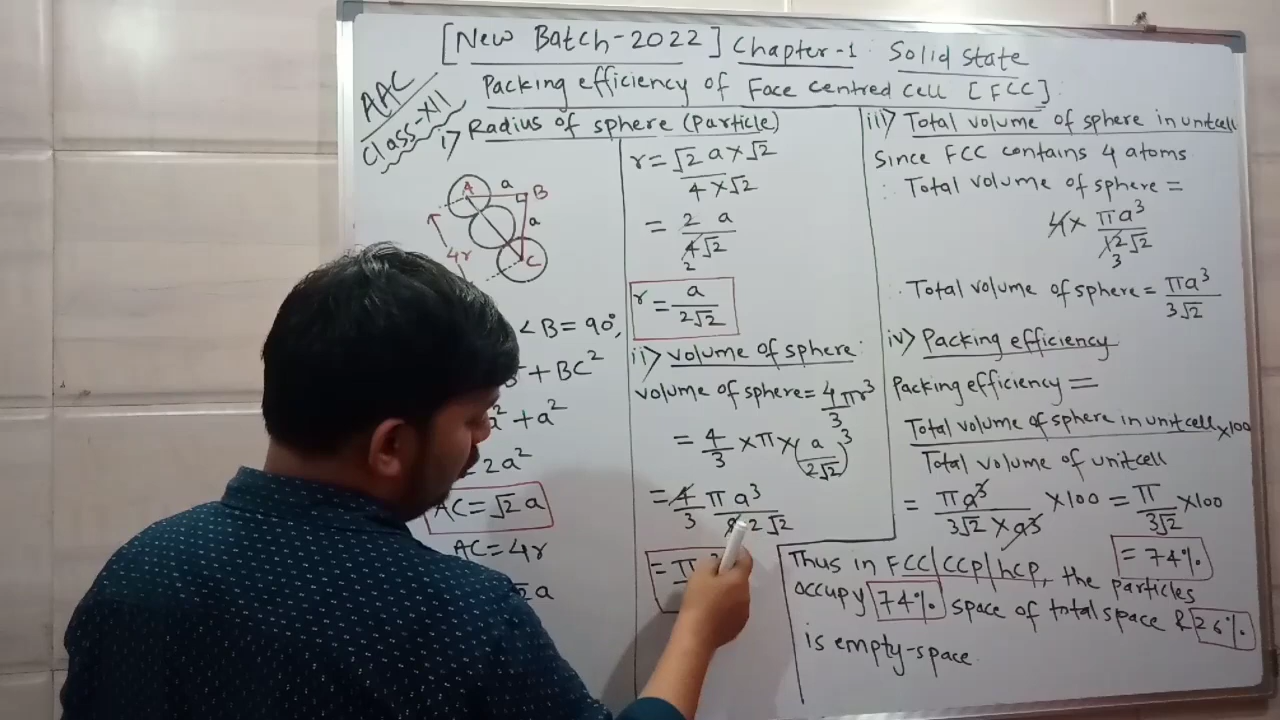 [New Batch-2022] Chapter-1 : Solid State
Packing efficiency of Face centred cell [FCC]
AAC
Class-XII
i) Radius of sphere (Particle)
A a B
a
4r
C
<B = 90°,
+ BC²
a² + a²
2a²
AC = √2 a
AC = 4r
a
r = √2 a × √2
4 × √2
= 2 a
4√2
2
r = a
2√2
ii) volume of sphere:
volume of sphere = 4 πr³
3
= 4 × π × (a)³
3 2√2
= 4 πa³
3 8 2√2
= π
iii) Total volume of sphere in unitcell
Since FCC contains 4 atoms
∴ Total volume of sphere =
4 × πa³
12 2√2
3
∴ Total volume of sphere = πa³
3√2
iv) Packing efficiency
Packing efficiency =
Total volume of sphere in unitcell ×100
Total volume of unitcell
= πa³ ×100 = π ×100
3√2 × a³ 3√2
= 74%
Thus in FCC/CCP/hCP, the particles
occupy 74% space of total space & 26%
is empty-space